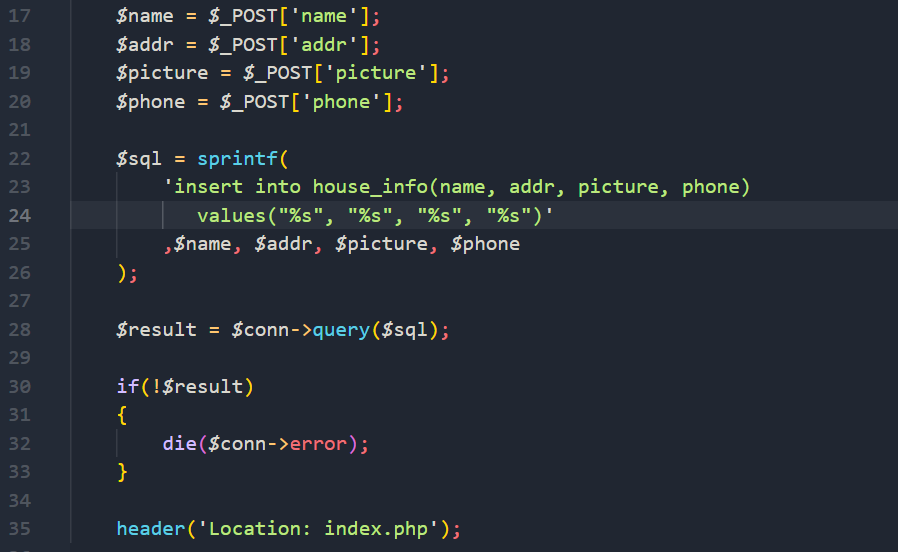 17 $name = $_POST['name'];
18 $addr = $_POST['addr'];
19 $picture = $_POST['picture'];
20 $phone = $_POST['phone'];
21
22 $sql = sprintf(
23 'insert into house_info(name, addr, picture, phone)
24 values("%s", "%s", "%s", "%s")'
25 ,$name, $addr, $picture, $phone
26 );
27
28 $result = $conn->query($sql);
29
30 if(!$result)
31 {
32 die($conn->error);
33 }
34
35 header('Location: index.php');